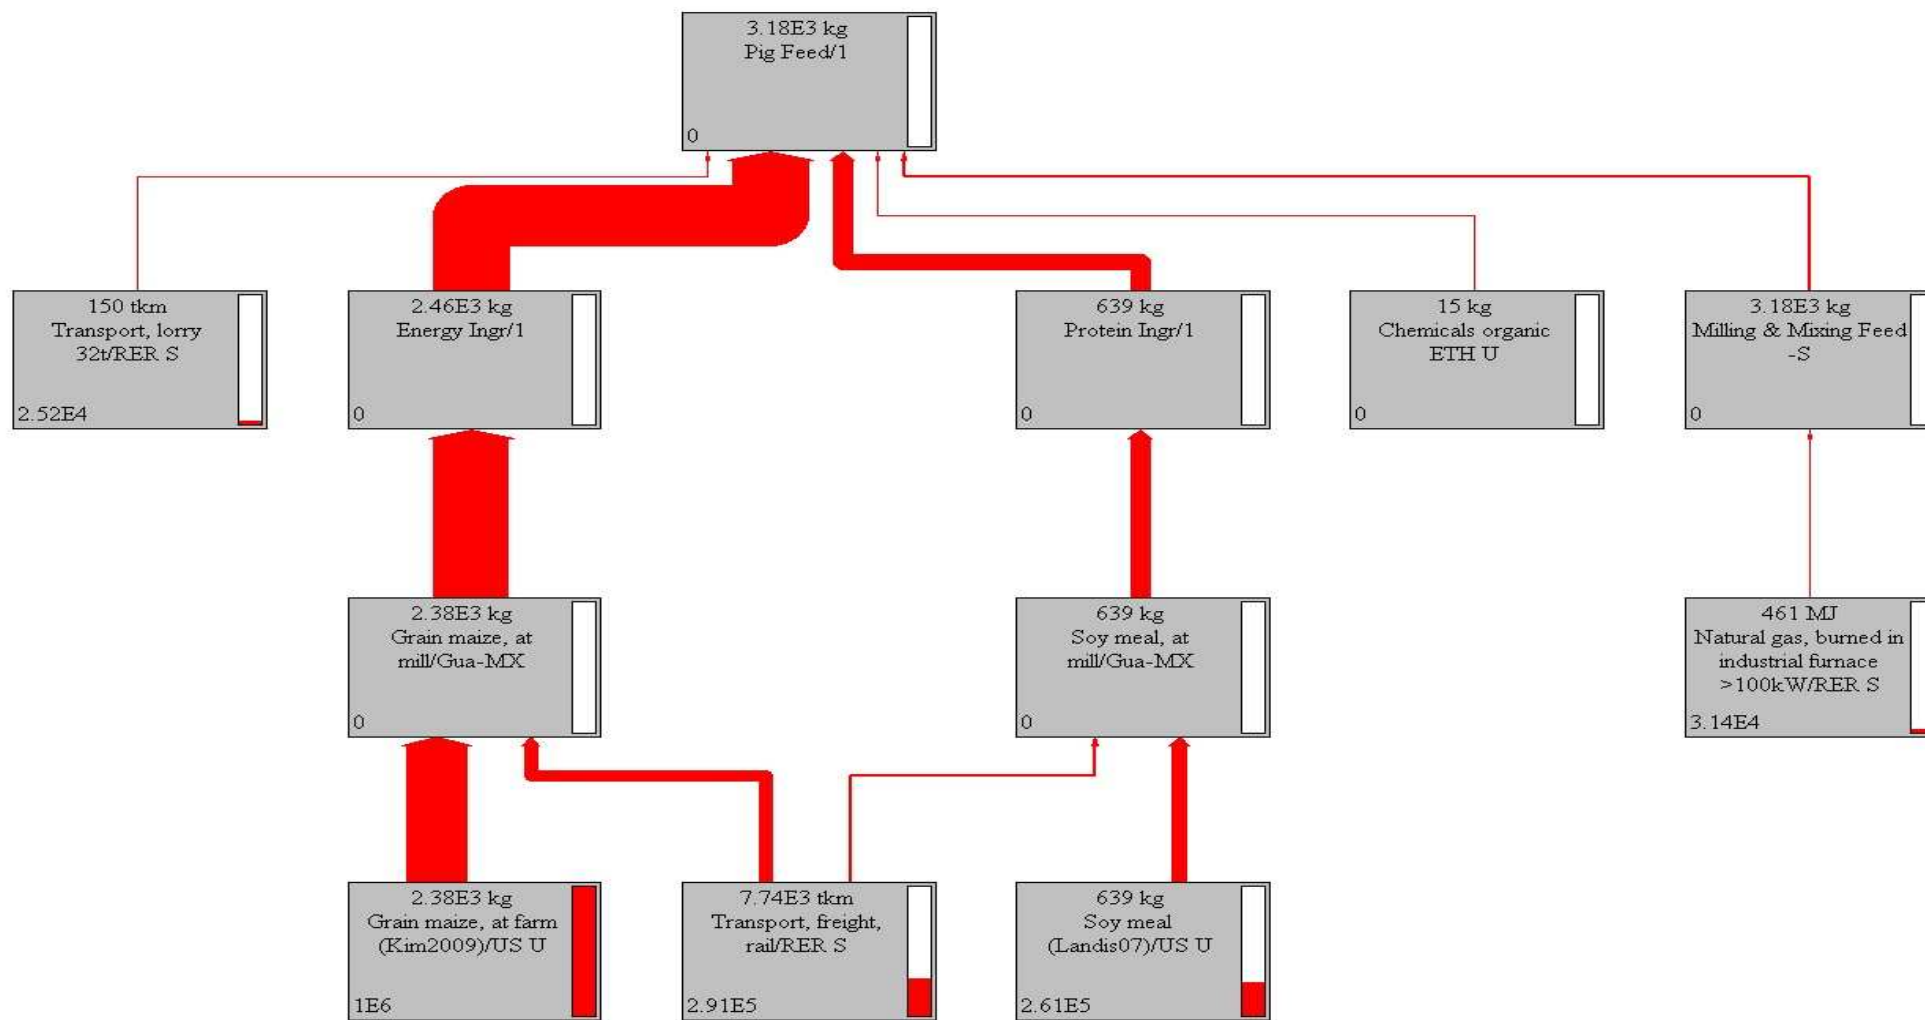 3.18E3 kg
Pig Feed/1
0
150 tkm
Transport, lorry
32t/RER S
2.52E4
2.46E3 kg
Energy Ingr/1
0
639 kg
Protein Ingr/1
0
15 kg
Chemicals organic
ETH U
0
3.18E3 kg
Milling & Mixing Feed
-S
0
2.38E3 kg
Grain maize, at
mill/Gua-MX
0
639 kg
Soy meal, at
mill/Gua-MX
0
461 MJ
Natural gas, burned in
industrial furnace
>100kW/RER S
3.14E4
2.38E3 kg
Grain maize, at farm
(Kim2009)/US U
1E6
7.74E3 tkm
Transport, freight,
rail/RER S
2.91E5
639 kg
Soy meal
(Landis07)/US U
2.61E5